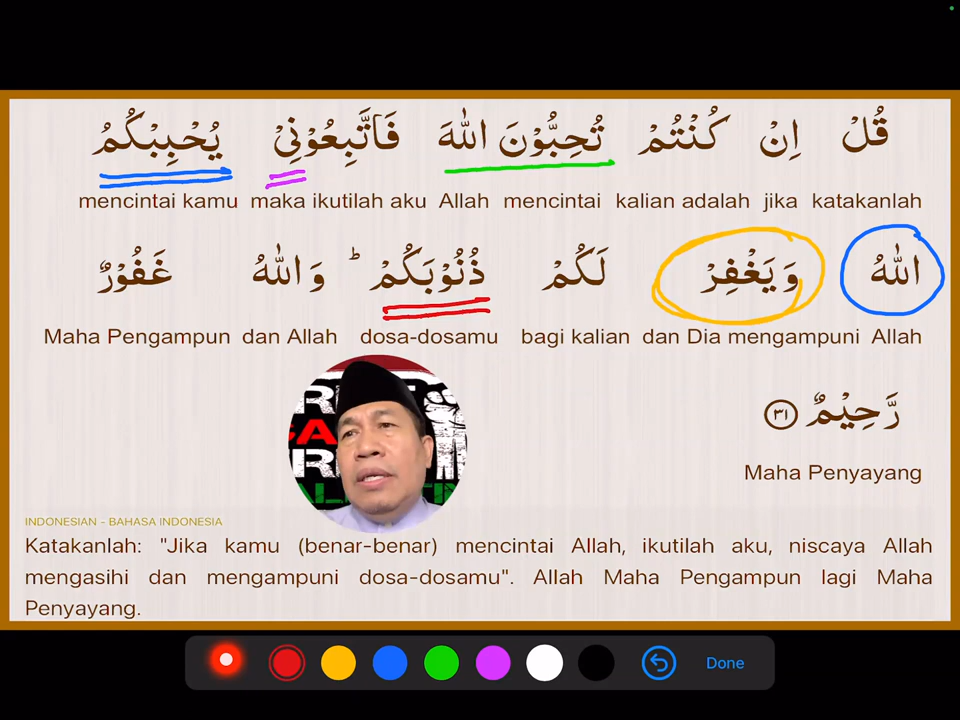 قُلْ اِنْ كُنْتُمْ تُحِبُّوْنَ اللّٰهَ فَاتَّبِعُوْنِيْ يُحْبِبْكُمُ
mencintai kamu maka ikutilah aku Allah mencintai kalian adalah jika katakanlah
اللّٰهُ وَيَغْفِرْ لَكُمْ ذُنُوْبَكُمْ ۗ وَاللّٰهُ غَفُوْرٌ
Maha Pengampun dan Allah dosa-dosamu bagi kalian dan Dia mengampuni Allah
رَّحِيْمٌ ٣١
Maha Penyayang
INDONESIAN - BAHASA INDONESIA
Katakanlah: "Jika kamu (benar-benar) mencintai Allah, ikutilah aku, niscaya Allah
mengasihi dan mengampuni dosa-dosamu". Allah Maha Pengampun lagi Maha
Penyayang.
Done